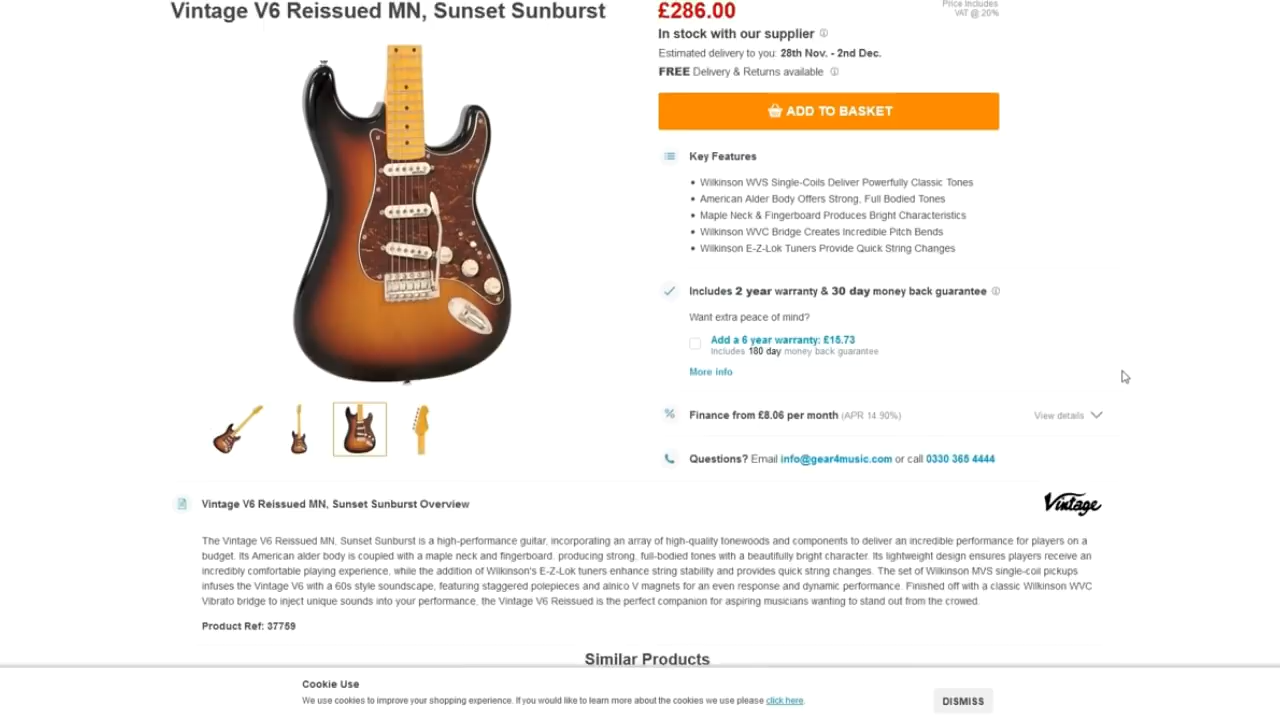 Vintage V6 Reissued MN, Sunset Sunburst
£286.00
Price Includes
VAT @ 20%
In stock with our supplier
Estimated delivery to you: 28th Nov. - 2nd Dec.
FREE Delivery & Returns available
ADD TO BASKET
Key Features
Wilkinson WVS Single-Coils Deliver Powerfully Classic Tones
American Alder Body Offers Strong, Full Bodied Tones
Maple Neck & Fingerboard Produces Bright Characteristics
Wilkinson WVC Bridge Creates Incredible Pitch Bends
Wilkinson E-Z-Lok Tuners Provide Quick String Changes
Includes 2 year warranty & 30 day money back guarantee
Want extra peace of mind?
Add a 6 year warranty: £15.73
Includes 180 day money back guarantee
More info
Finance from £8.06 per month (APR 14.90%)
View details
Questions? Email info@gear4music.com or call 0330 365 4444
Vintage V6 Reissued MN, Sunset Sunburst Overview
Vintage
The Vintage V6 Reissued MN, Sunset Sunburst is a high-performance guitar, incorporating an array of high-quality tonewoods and components to deliver an incredible performance for players on a
budget. Its American alder body is coupled with a maple neck and fingerboard, producing strong, full-bodied tones with a beautifully bright character. Its lightweight design ensures players receive an
incredibly comfortable playing experience, while the addition of Wilkinson's E-Z-Lok tuners enhance string stability and provides quick string changes. The set of Wilkinson MVS single-coil pickups
infuses the Vintage V6 with a 60s style soundscape, featuring staggered polepieces and alnico V magnets for an even response and dynamic performance. Finished off with a classic Wilkinson WVC
Vibrato bridge to inject unique sounds into your performance, the Vintage V6 Reissued is the perfect companion for aspiring musicians wanting to stand out from the crowed.
Product Ref: 37759
Similar Products
Cookie Use
We use cookies to improve your shopping experience. If you would like to learn more about the cookies we use please click here.
DISMISS